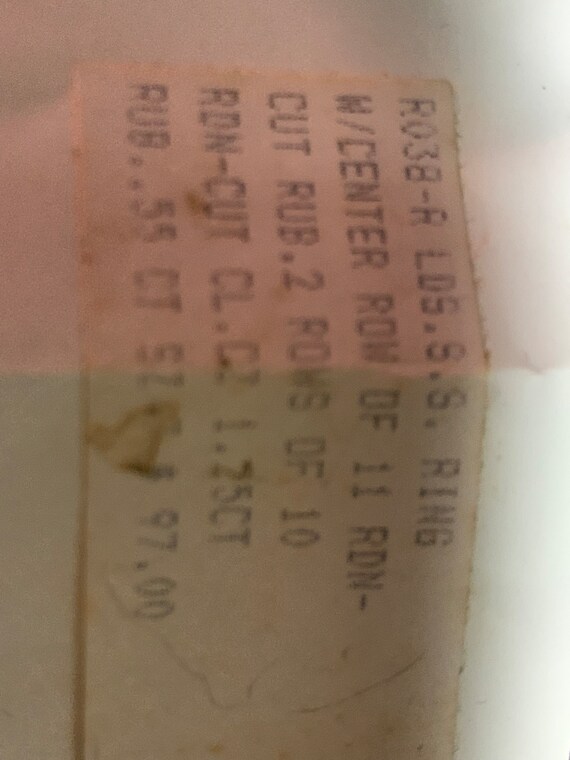 R038-R LDS.S.S. RING
W/CENTER ROW OF 11 RDN-
CUT RUB.2 ROWS OF 10
RDN-CUT CL.CZ 1.25CT
RUB..55 CT 97.00